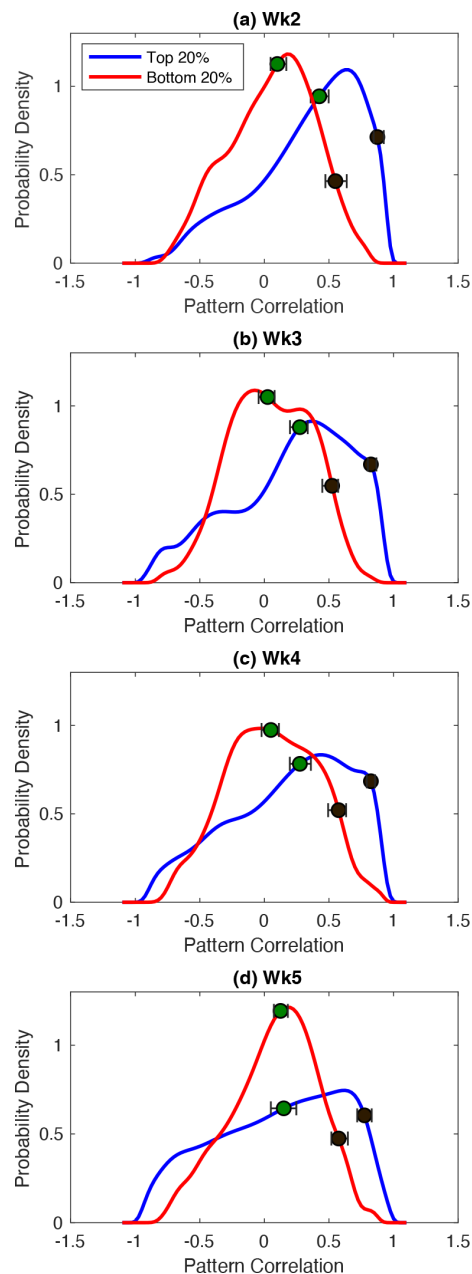 (a) Wk2
Top 20%
Bottom 20%
Probability Density
1
0.5
0
-1.5 -1 -0.5 0 0.5 1 1.5
Pattern Correlation
(b) Wk3
Probability Density
1
0.5
0
-1.5 -1 -0.5 0 0.5 1 1.5
Pattern Correlation
(c) Wk4
Probability Density
1
0.5
0
-1.5 -1 -0.5 0 0.5 1 1.5
Pattern Correlation
(d) Wk5
Probability Density
1
0.5
0
-1.5 -1 -0.5 0 0.5 1 1.5
Pattern Correlation